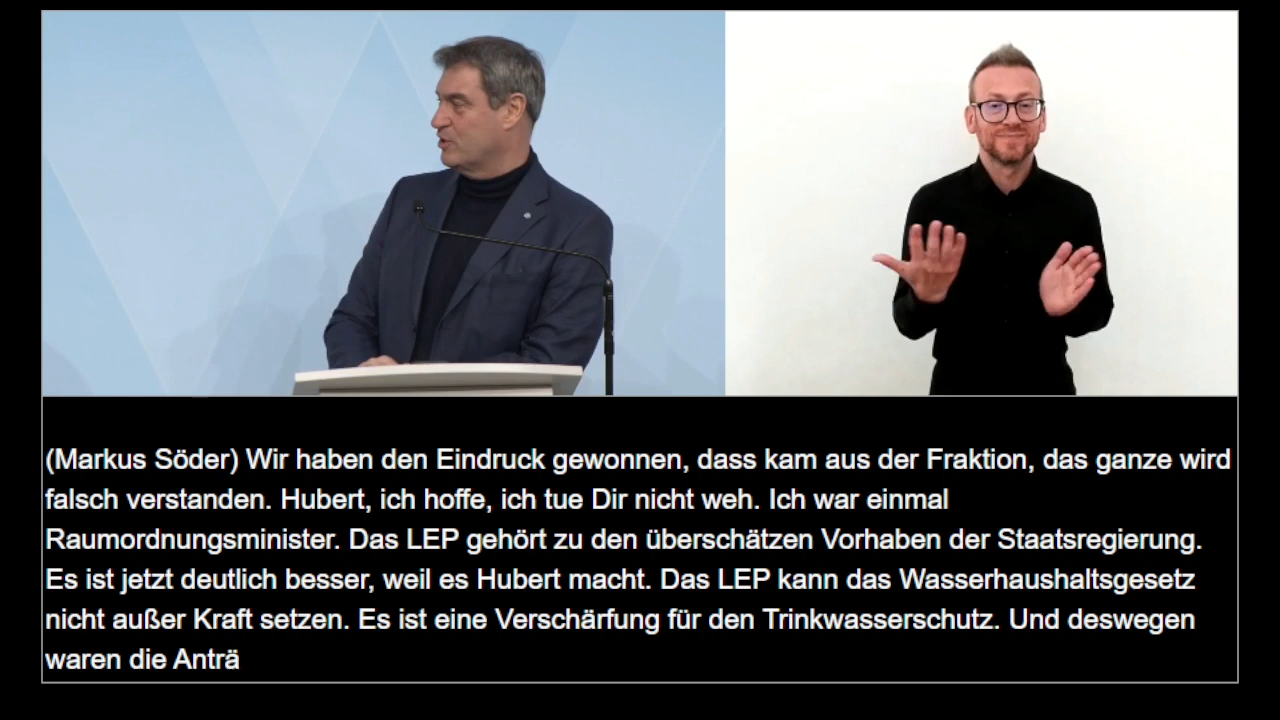 (Markus Söder) Wir haben den Eindruck gewonnen, dass kam aus der Fraktion, das ganze wird
falsch verstanden. Hubert, ich hoffe, ich tue Dir nicht weh. Ich war einmal
Raumordnungsminister. Das LEP gehört zu den überschätzen Vorhaben der Staatsregierung.
Es ist jetzt deutlich besser, weil es Hubert macht. Das LEP kann das Wasserhaushaltsgesetz
nicht außer Kraft setzen. Es ist eine Verschärfung für den Trinkwasserschutz. Und deswegen
waren die Anträ